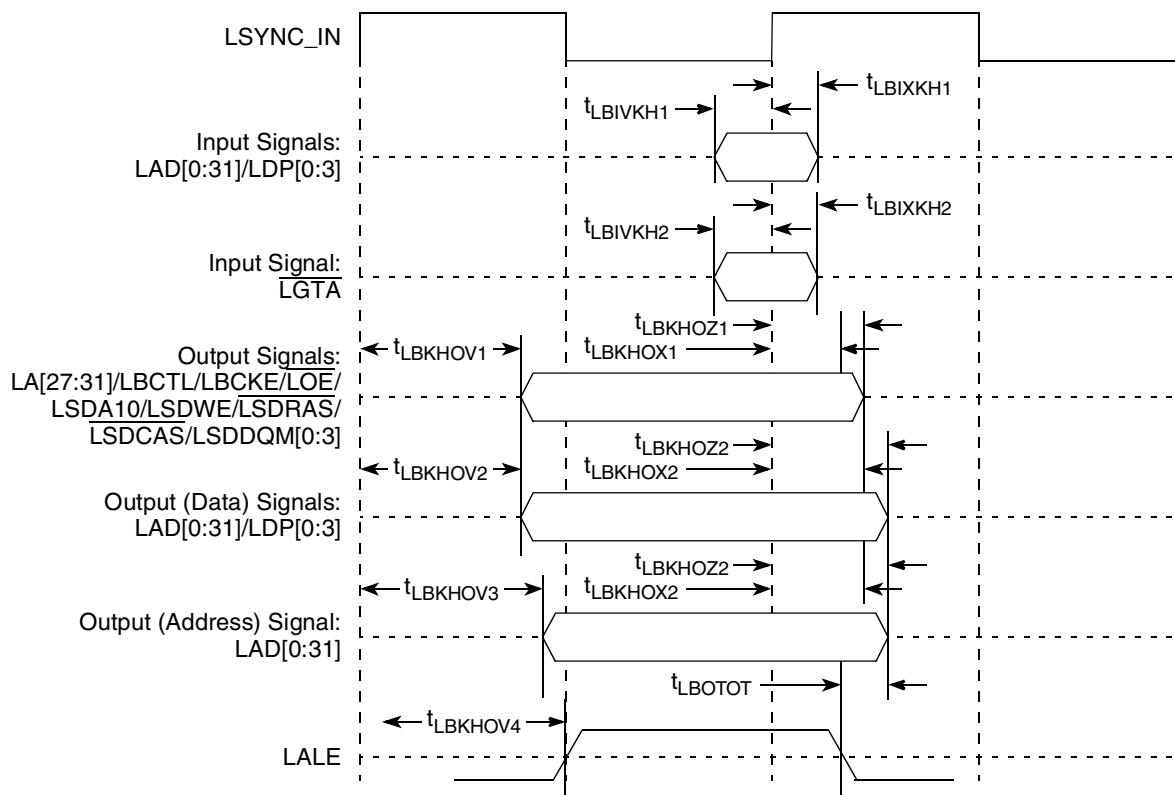 LSYNC_IN
tLBIXKH1
tLBIVKH1
Input Signals:
LAD[0:31]/LDP[0:3]
tLBIXKH2
tLBIVKH2
Input Signal:
LGTA
tLBKHOZ1
tLBKHOV1
tLBKHOX1
Output Signals:
LA[27:31]/LBCTL/LBCKE/LOE/
LSDA10/LSDWE/LSDRAS/
LSDCAS/LSDDQM[0:3]
tLBKHOZ2
tLBKHOV2
tLBKHOX2
Output (Data) Signals:
LAD[0:31]/LDP[0:3]
tLBKHOZ2
tLBKHOV3
tLBKHOX2
Output (Address) Signal:
LAD[0:31]
tLBOTOT
tLBKHOV4
LALE